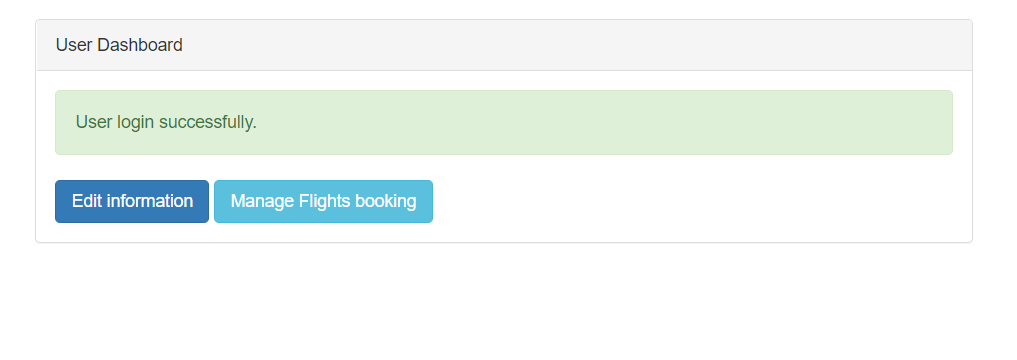 User Dashboard
User login successfully.
Edit information Manage Flights booking